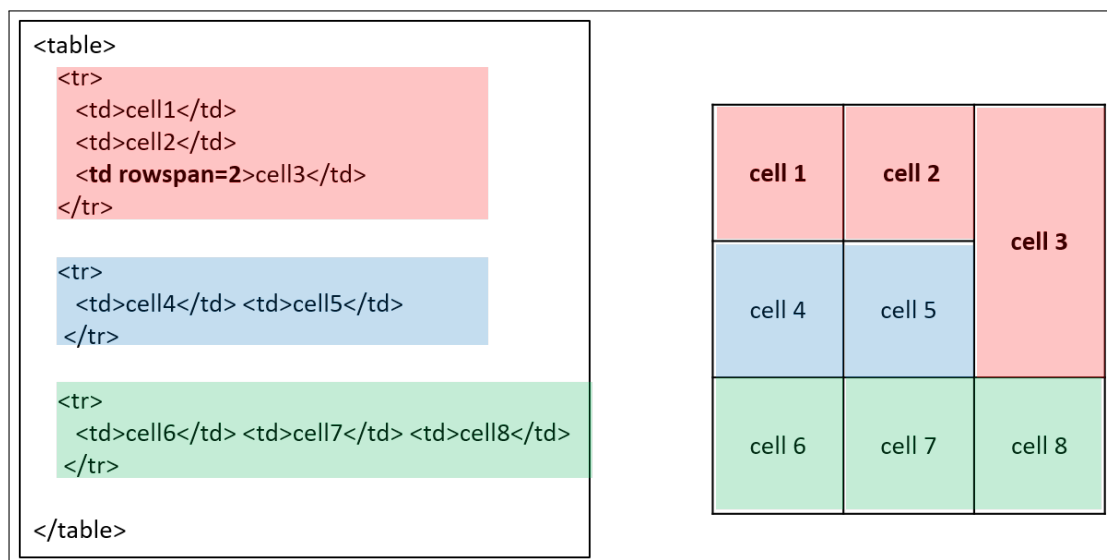 <table>
<tr>
<td>cell1</td>
<td>cell2</td>
<td rowspan=2>cell3</td>
</tr>
<tr>
<td>cell4</td> <td>cell5</td>
</tr>
<tr>
<td>cell6</td> <td>cell7</td> <td>cell8</td>
</tr>
</table>
cell 1 cell 2
cell 3
cell 4 cell 5
cell 6 cell 7 cell 8